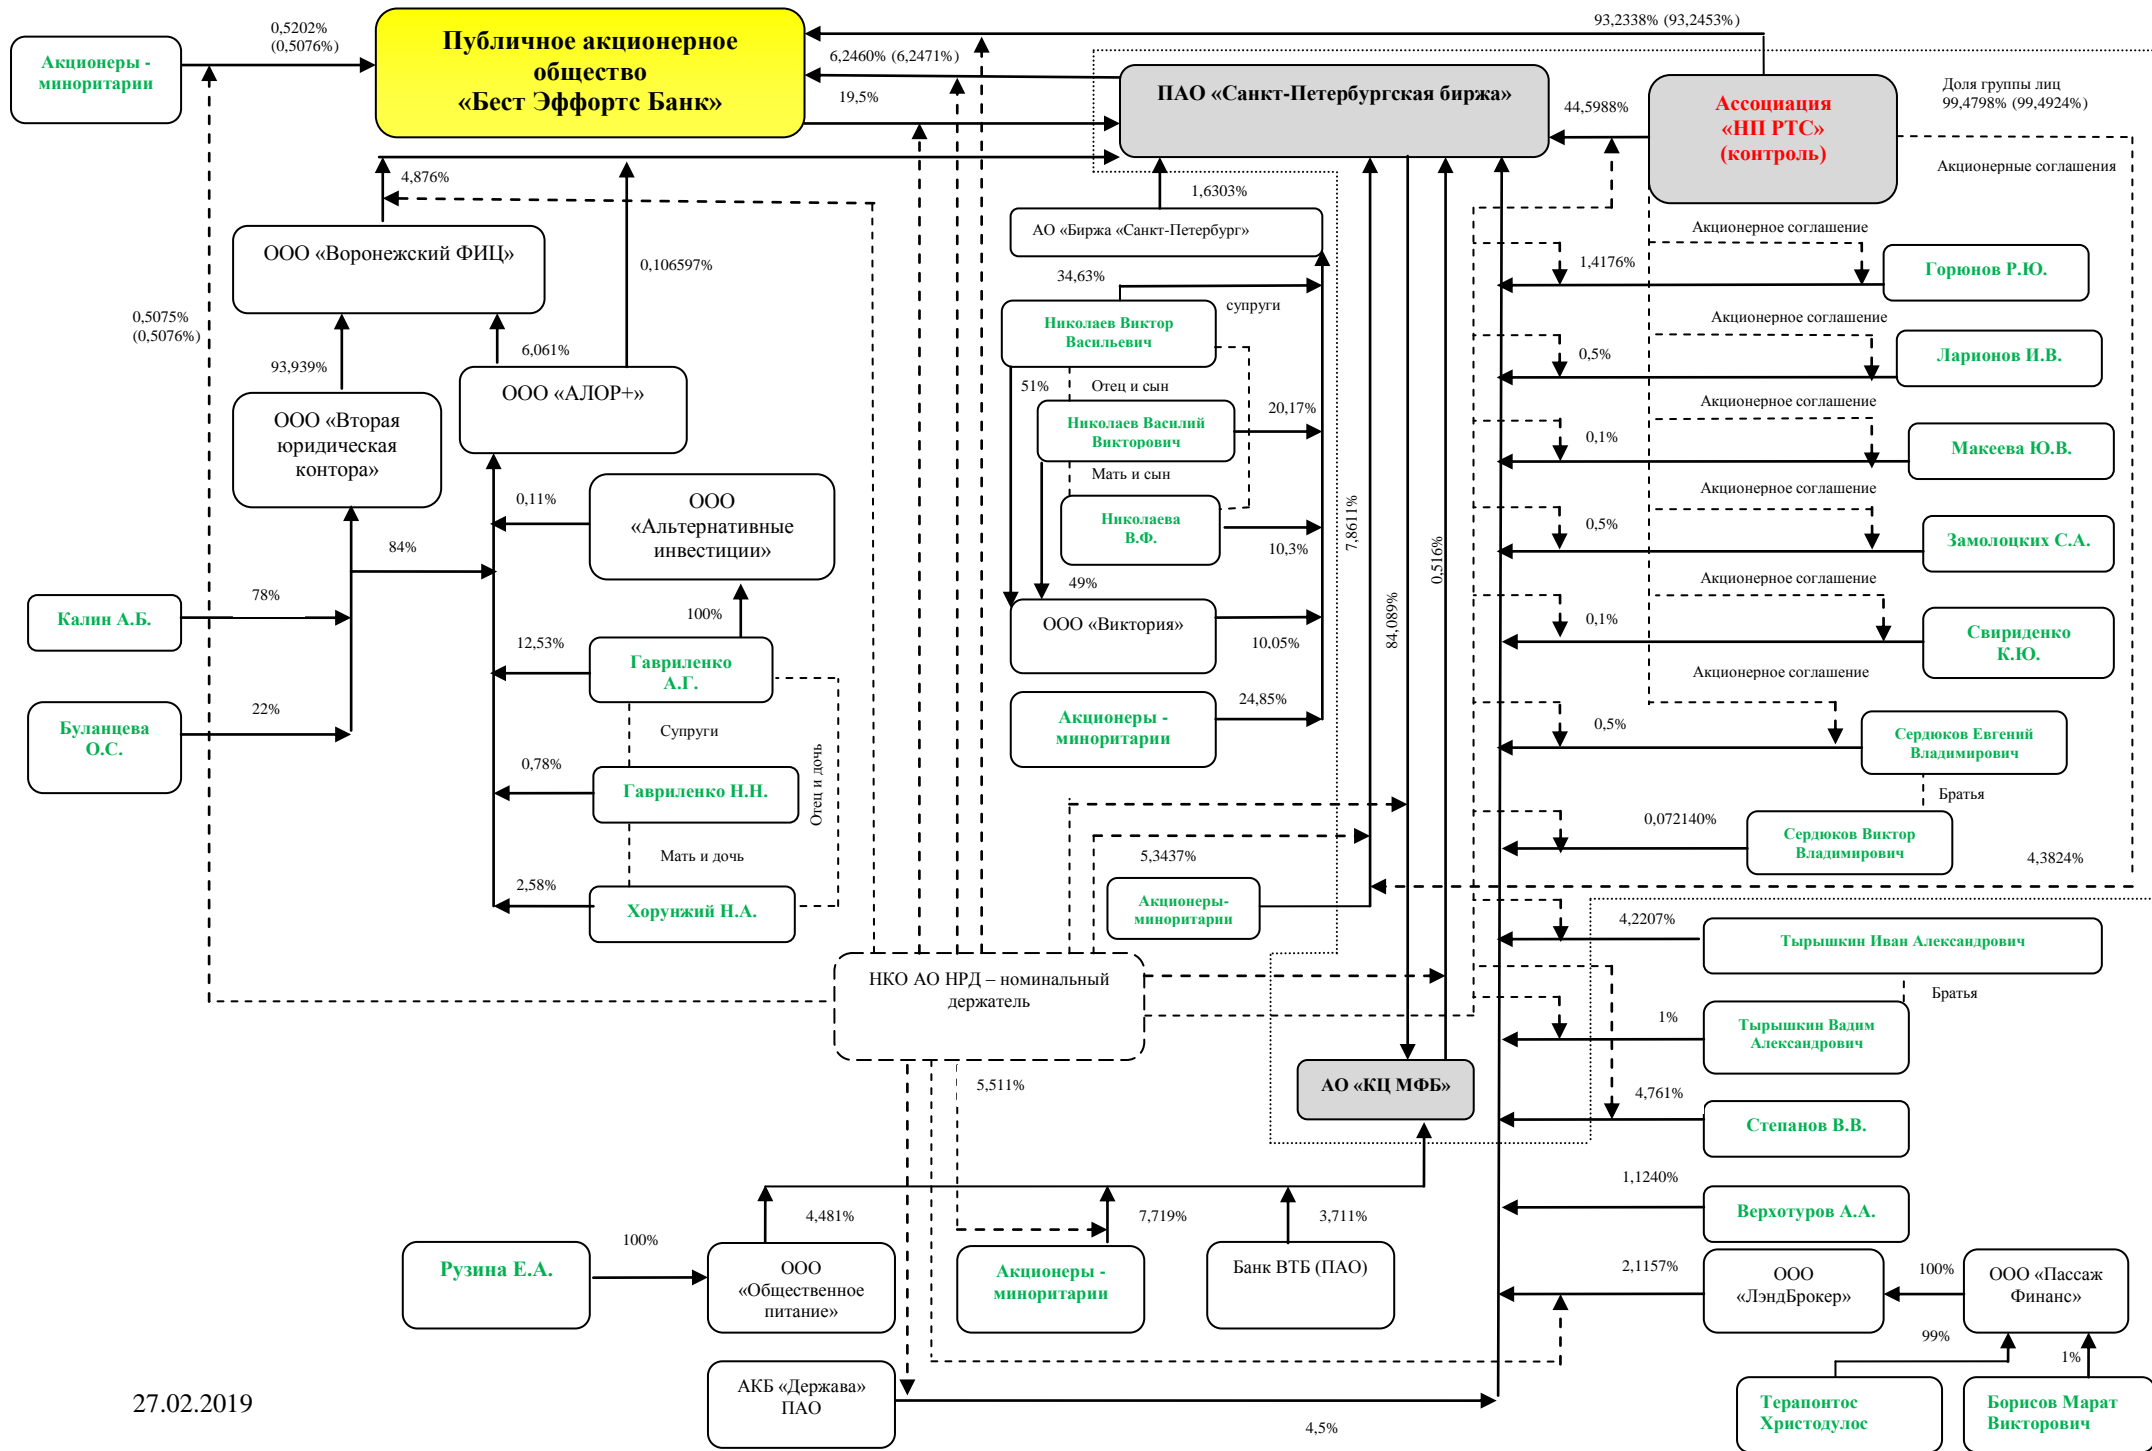 0,5202%
(0,5076%)
Акционеры -
миноритарии
Публичное акционерное
общество
«Бест Эффортс Банк»
93,2338% (93,2453%)
6,2460% (6,2471%)
19,5%
ПАО «Санкт-Петербургская биржа»
44,5988%
Ассоциация
«НП РТС»
(контроль)
Доля группы лиц
99,4798% (99,4924%)
Акционерные соглашения
4,876%
1,6303%
ООО «Воронежский ФИЦ»
0,106597%
АО «Биржа «Санкт-Петербург»
Акционерное соглашение
1,4176%
Горюнов Р.Ю.
34,63%
супруги
0,5075%
(0,5076%)
Николаев Виктор
Васильевич
Акционерное соглашение
0,5%
Ларионов И.В.
93,939%
6,061%
ООО «АЛОР+»
51%
Отец и сын
20,17%
Николаев Василий
Викторович
Акционерное соглашение
0,1%
Макеева Ю.В.
ООО «Вторая
юридическая
контора»
Мать и сын
0,11%
ООО
«Альтернативные
инвестиции»
Николаева
В.Ф.
10,3%
7,8611%
0,516%
84,089%
Акционерное соглашение
0,5%
Замолоцких С.А.
84%
49%
Акционерное соглашение
0,1%
Свириденко
К.Ю.
78%
Калин А.Б.
100%
ООО «Виктория»
10,05%
12,53%
Гавриленко
А.Г.
22%
Буланцева
О.С.
24,85%
Акционеры -
миноритарии
Акционерное соглашение
0,5%
Сердюков Евгений
Владимирович
Супруги
Отец и дочь
0,78%
Гавриленко Н.Н.
Братья
0,072140%
Сердюков Виктор
Владимирович
4,3824%
Мать и дочь
2,58%
Хорунжий Н.А.
5,3437%
Акционеры-
миноритарии
4,2207%
Тырышкин Иван Александрович
НКО АО НРД – номинальный
держатель
Братья
1%
Тырышкин Вадим
Александрович
5,511%
АО «КЦ МФБ»
4,761%
Степанов В.В.
1,1240%
Верхотуров А.А.
4,481%
7,719%
3,711%
Рузина Е.А.
100%
ООО
«Общественное
питание»
Акционеры -
миноритарии
Банк ВТБ (ПАО)
2,1157%
ООО
«ЛэндБрокер»
100%
ООО «Пассаж
Финанс»
99%
1%
27.02.2019
АКБ «Держава»
ПАО
4,5%
Терапонтос
Христодулос
Борисов Марат
Викторович